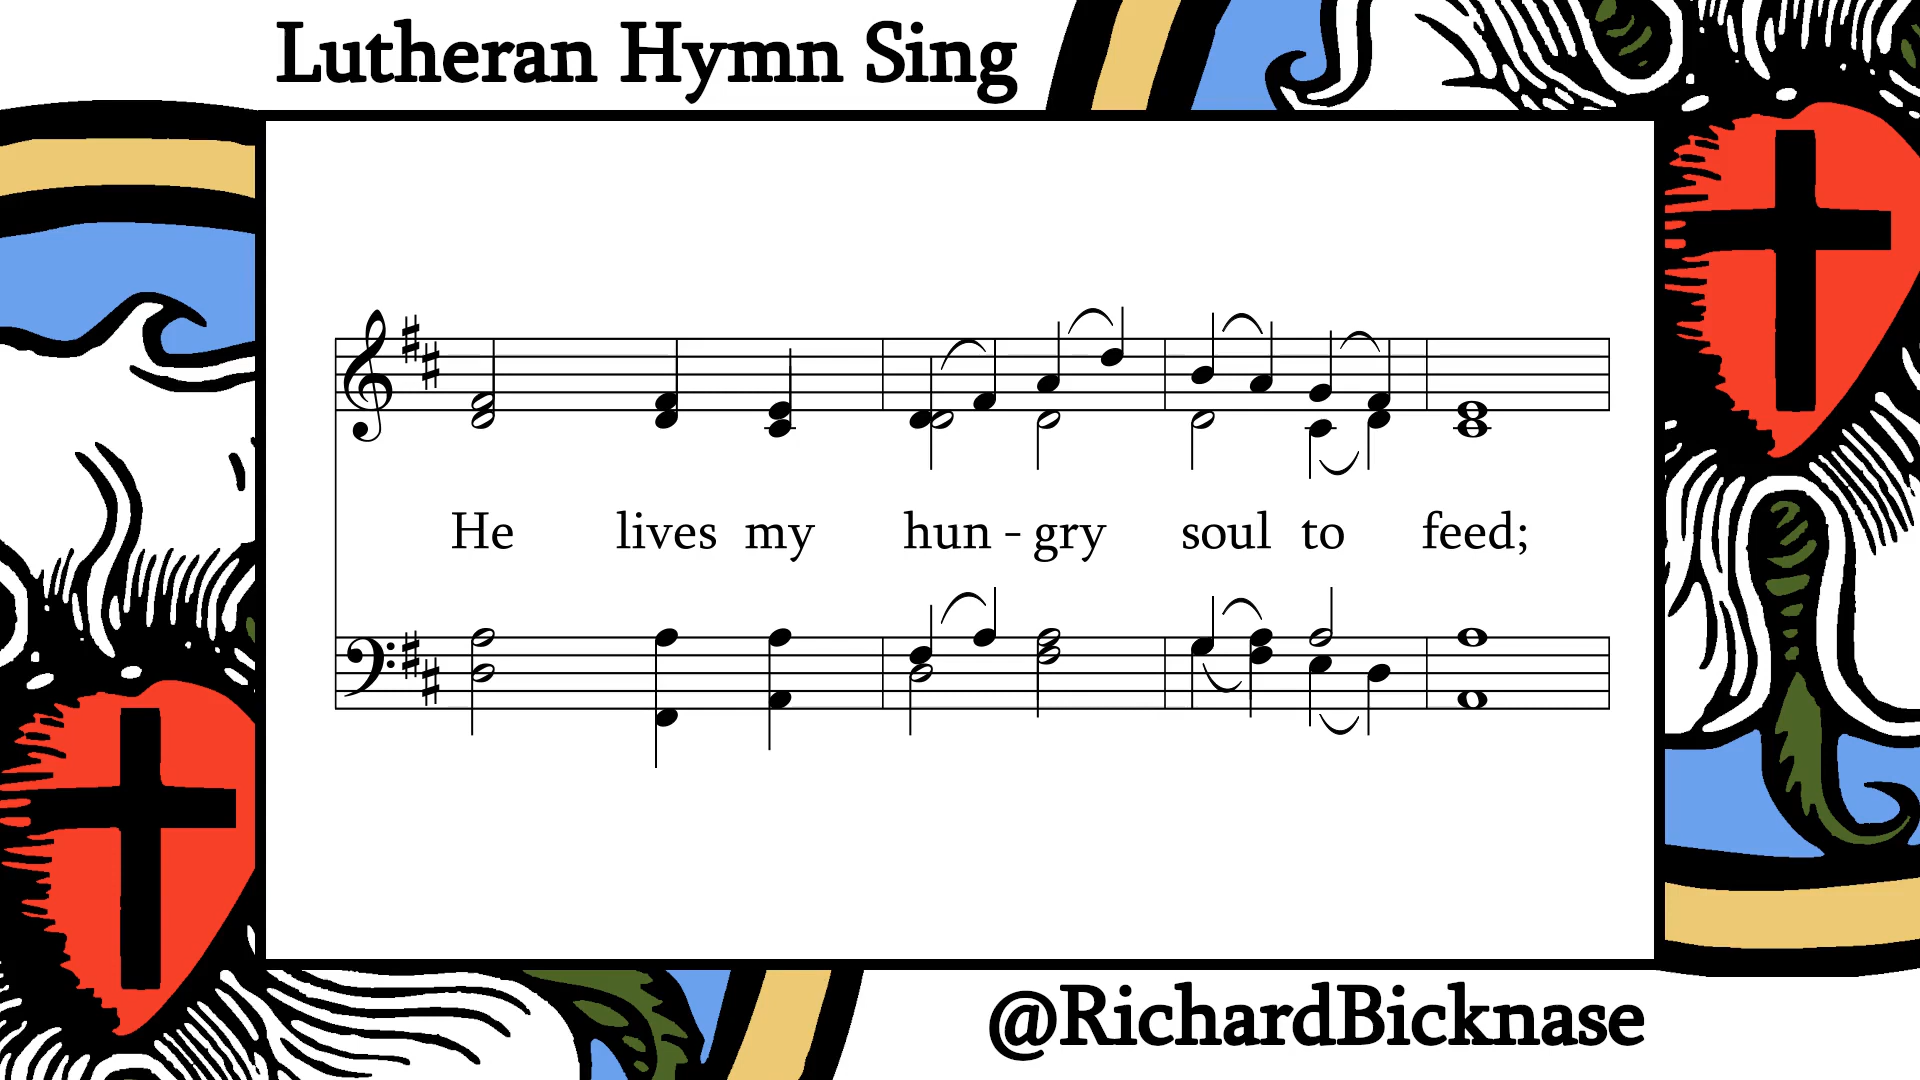 Lutheran Hymn Sing
He lives my hun - gry soul to feed;
@RichardBicknase